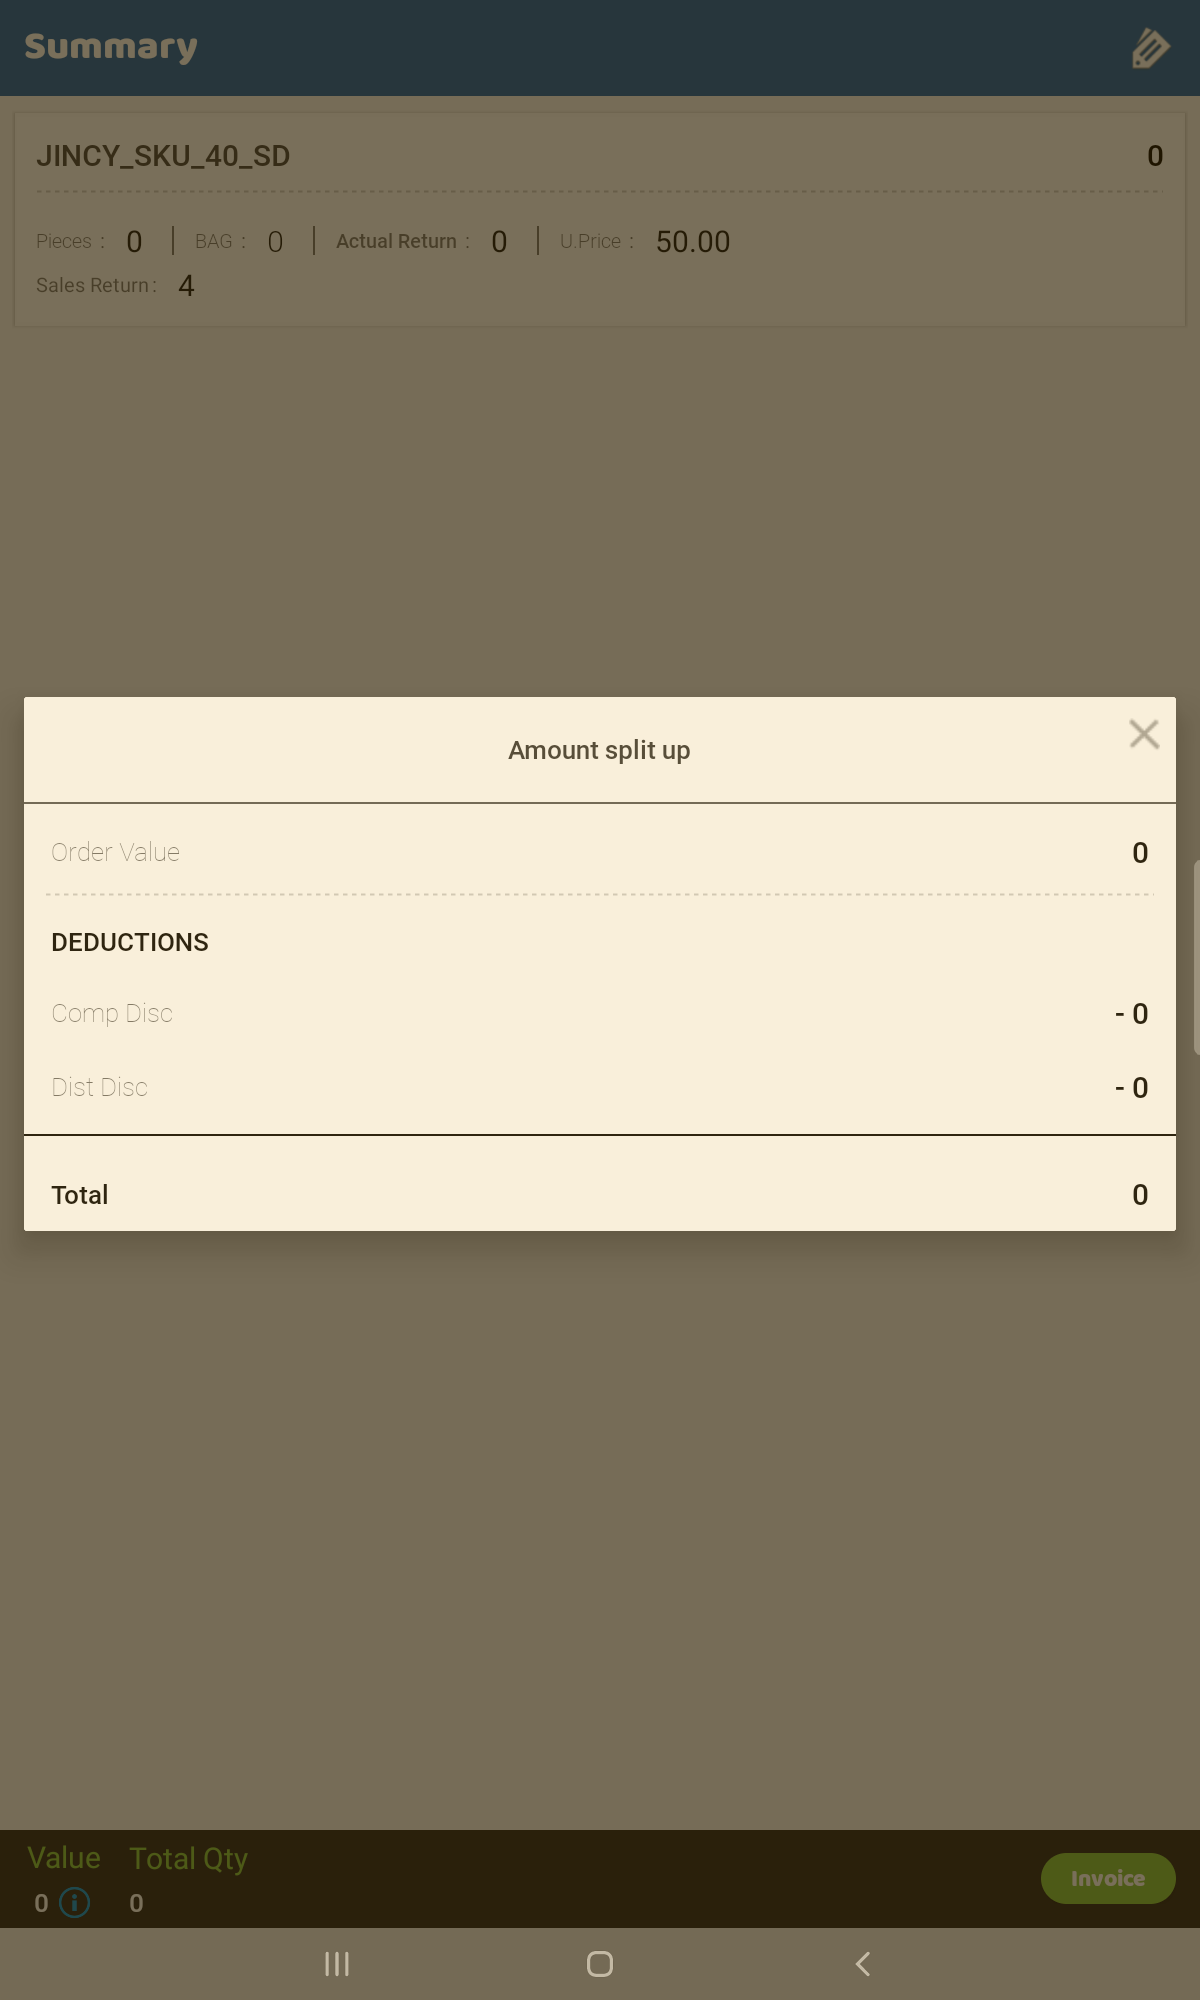 Summary
JINCY_SKU_40_SD 0
Pieces : 0 | BAG : 0 | Actual Return : 0 | U.Price : 50.00
Sales Return : 4
Amount split up
Order Value 0
DEDUCTIONS
Comp Disc - 0
Dist Disc - 0
Total 0
Value Total Qty
0 0
Invoice